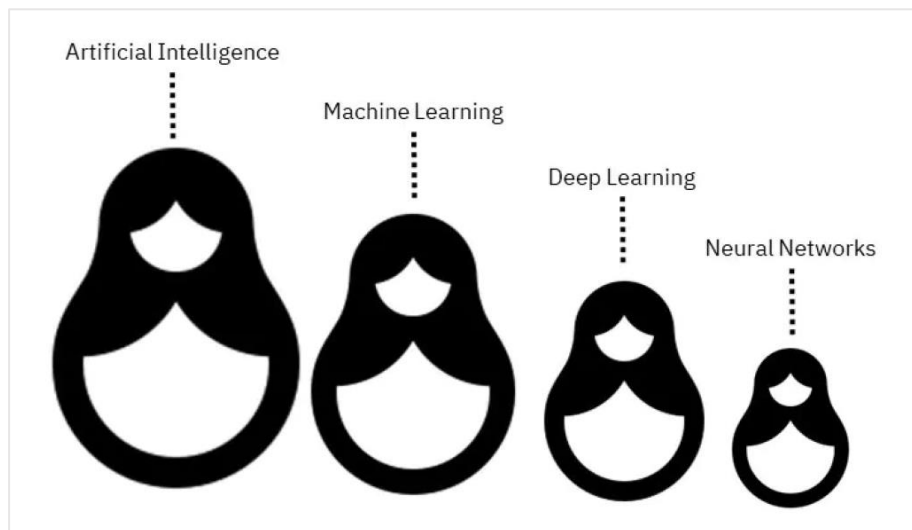 Artificial Intelligence
Machine Learning
Deep Learning
Neural Networks